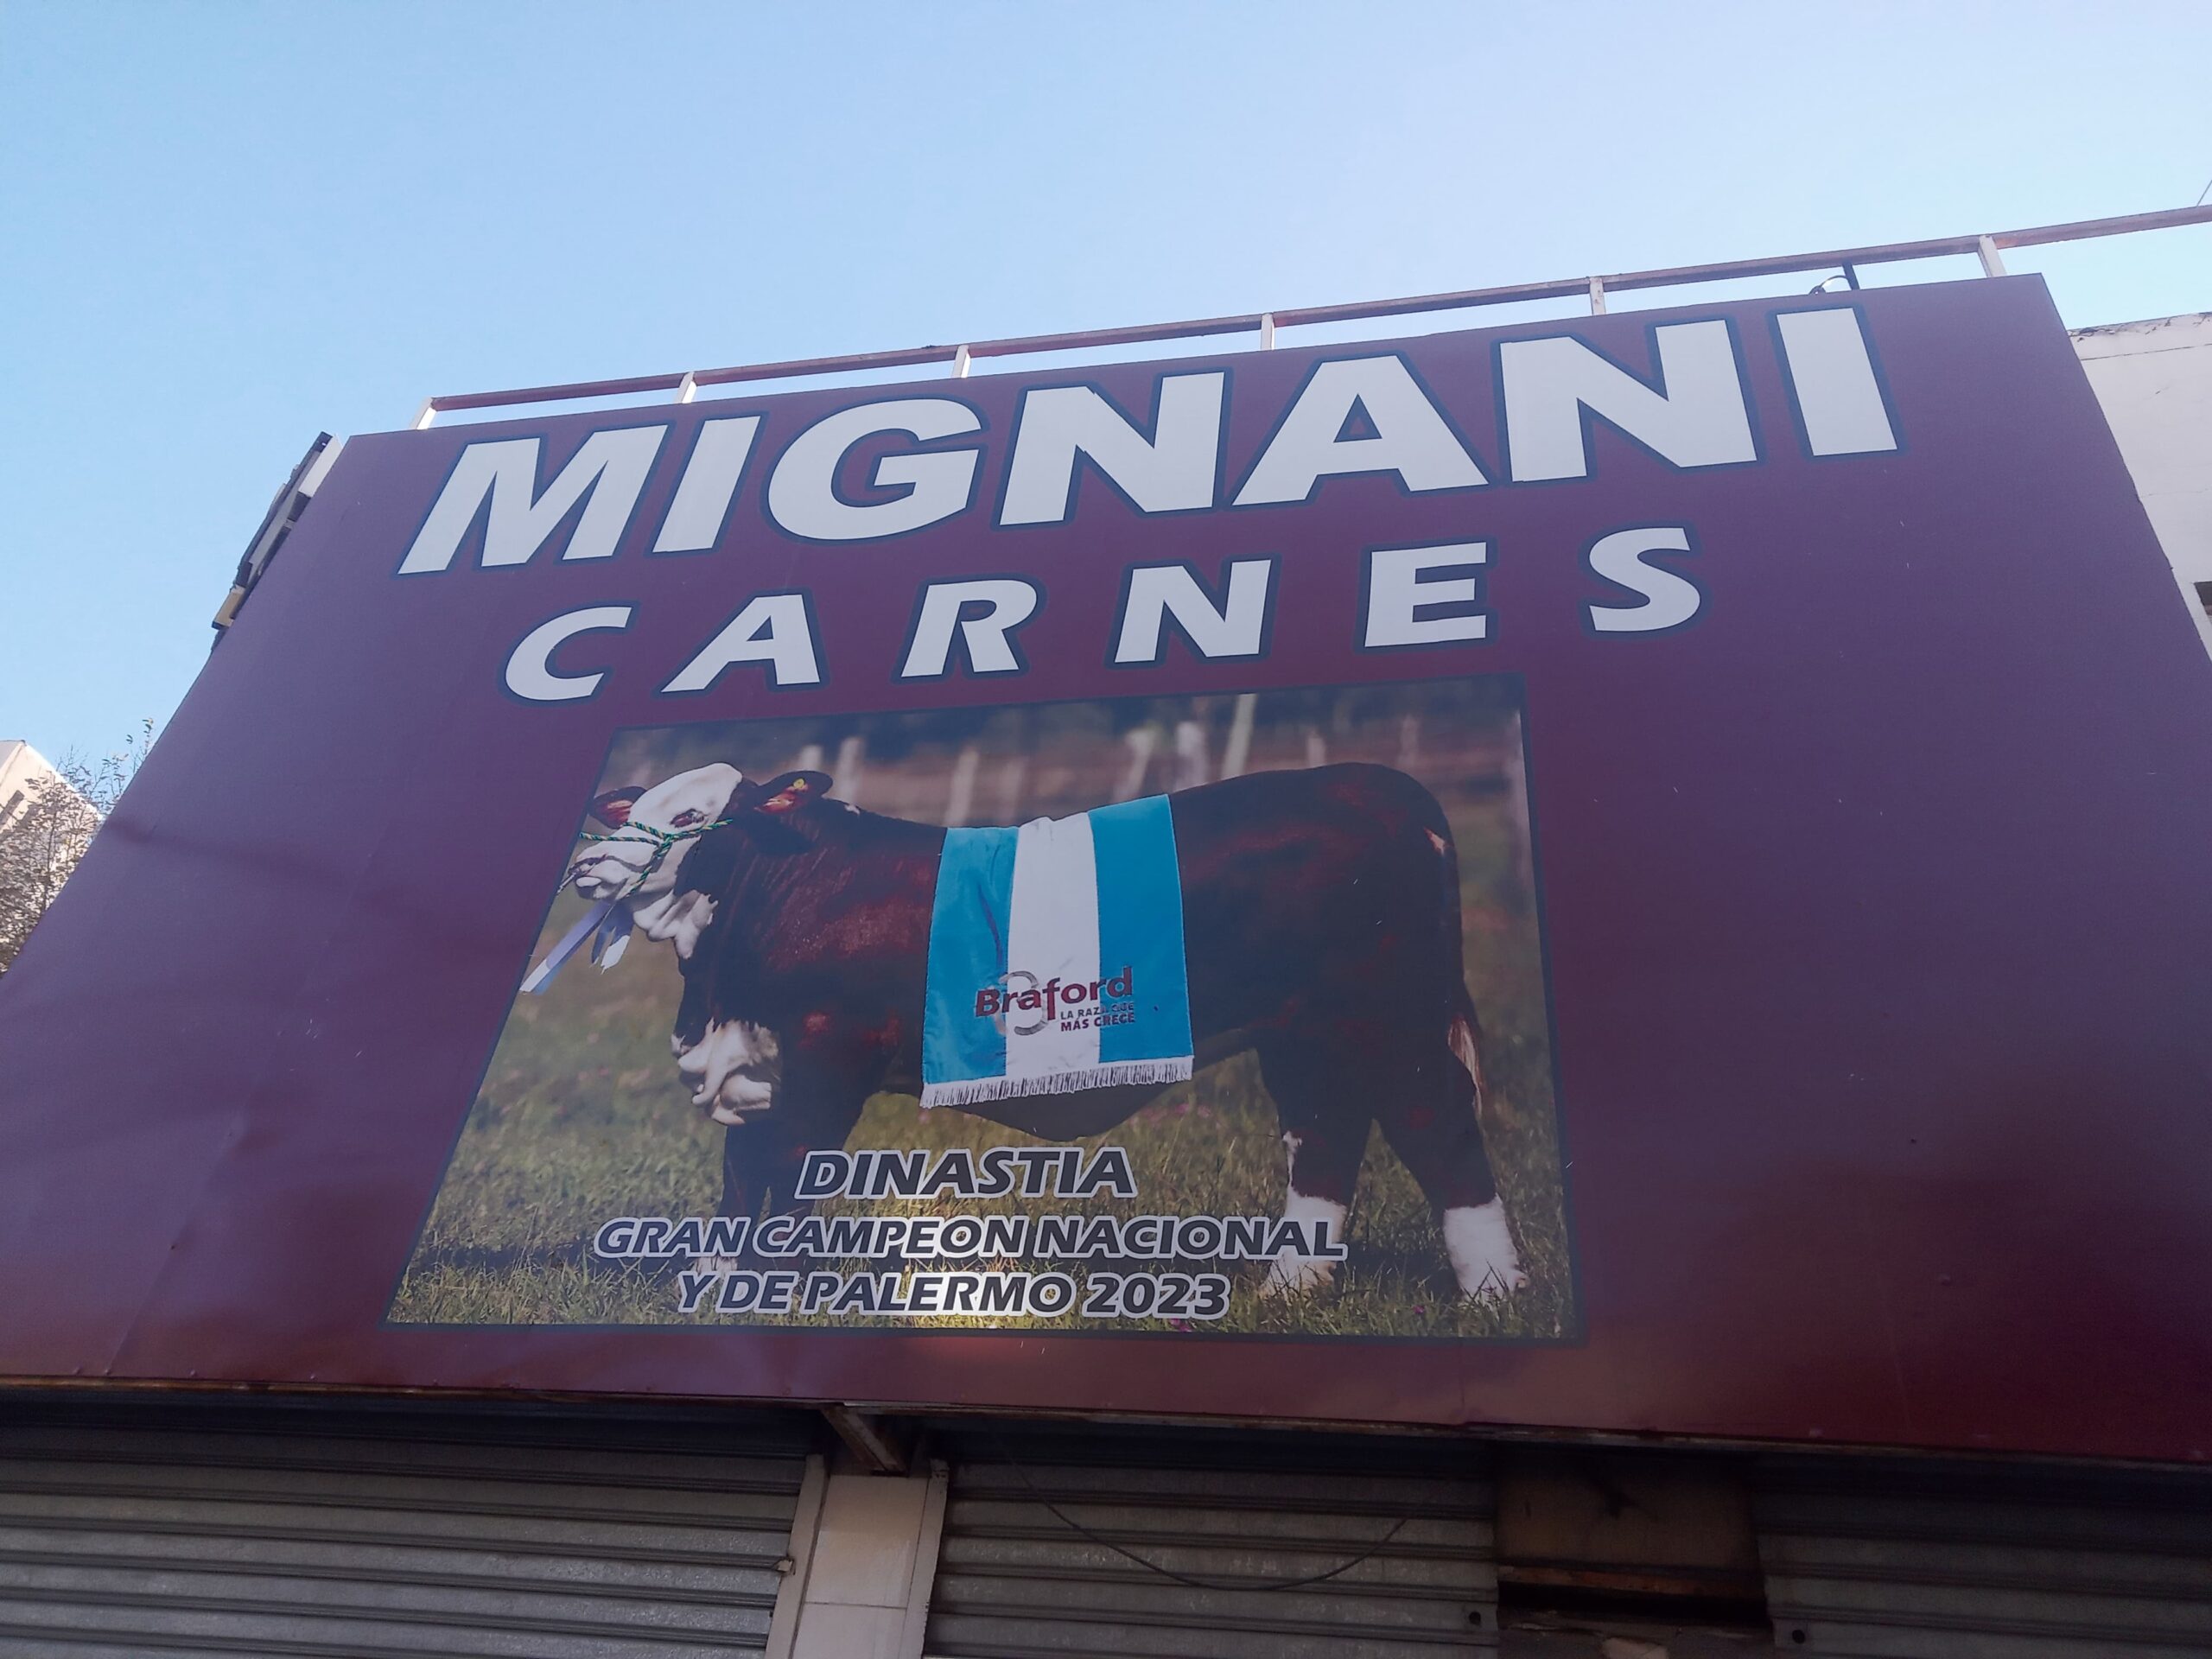 MIGNANI
CARNES
Braford
LA RAZA QUE
MÁS CRECE
DINASTIA
GRAN CAMPEON NACIONAL
Y DE PALERMO 2023